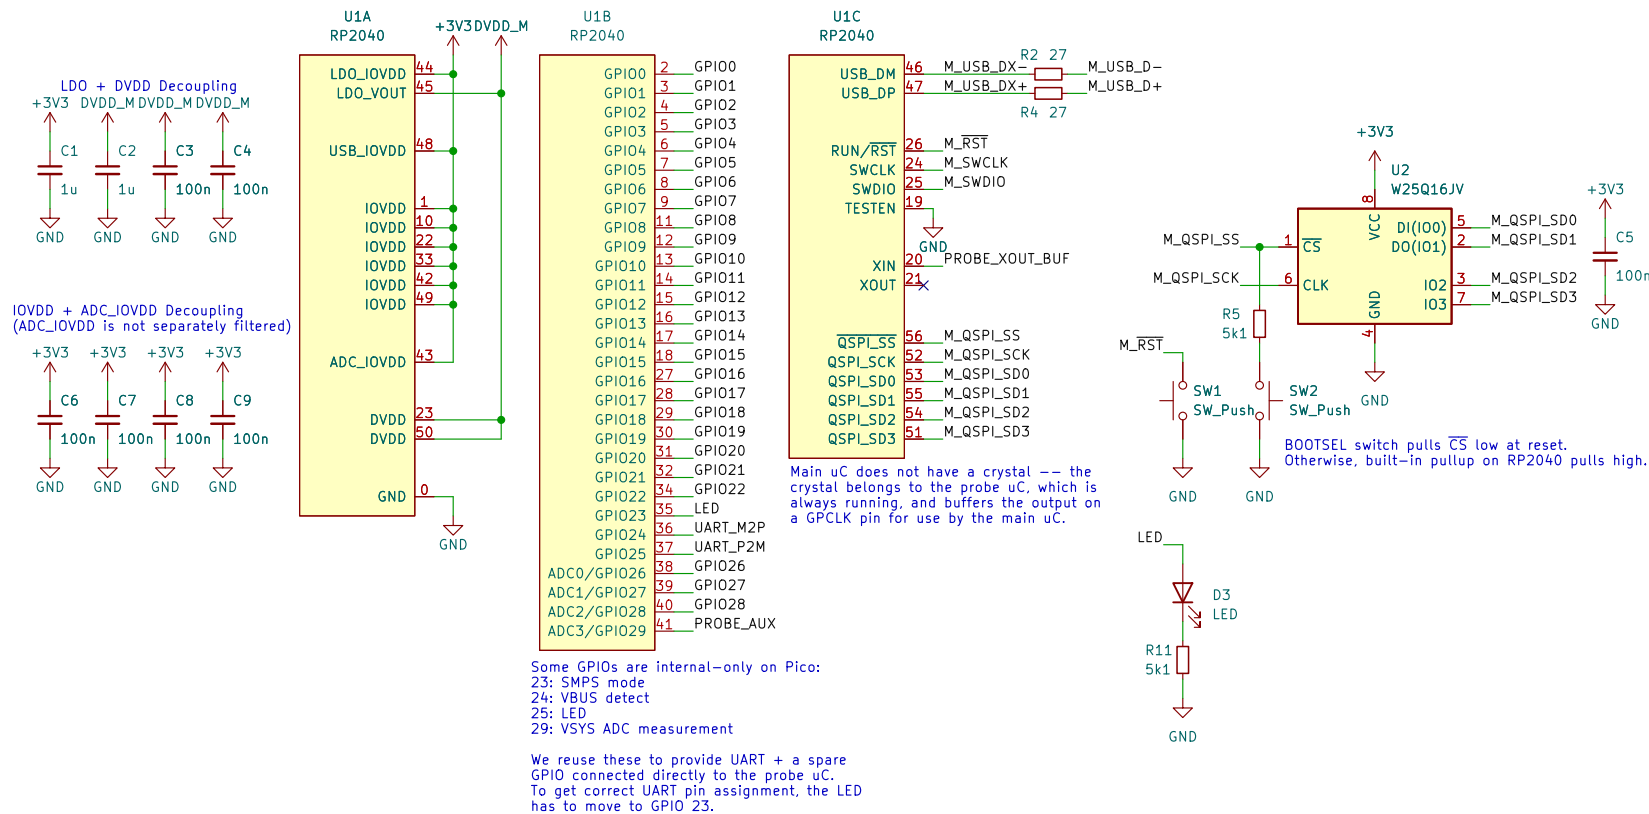 LDO + DVDD Decoupling
+3V3 DVDD_M DVDD_M DVDD_M
C1 C2 C3 C4
1u 1u 100n 100n
GND GND GND GND
IOVDD + ADC_IOVDD Decoupling
(ADC_IOVDD is not separately filtered)
+3V3 +3V3 +3V3 +3V3
C6 C7 C8 C9
100n 100n 100n 100n
GND GND GND GND
U1A
RP2040
+3V3 DVDD_M
LDO_IOVDD 44
LDO_VOUT 45
USB_IOVDD 48
IOVDD 1
IOVDD 10
IOVDD 22
IOVDD 33
IOVDD 42
IOVDD 49
ADC_IOVDD 43
DVDD 23
DVDD 50
GND 0
GND
U1B
RP2040
GPIO0 2 GPIO0
GPIO1 3 GPIO1
GPIO2 4 GPIO2
GPIO3 5 GPIO3
GPIO4 6 GPIO4
GPIO5 7 GPIO5
GPIO6 8 GPIO6
GPIO7 9 GPIO7
GPIO8 11 GPIO8
GPIO9 12 GPIO9
GPIO10 13 GPIO10
GPIO11 14 GPIO11
GPIO12 15 GPIO12
GPIO13 16 GPIO13
GPIO14 17 GPIO14
GPIO15 18 GPIO15
GPIO16 27 GPIO16
GPIO17 28 GPIO17
GPIO18 29 GPIO18
GPIO19 30 GPIO19
GPIO20 31 GPIO20
GPIO21 32 GPIO21
GPIO22 34 GPIO22
GPIO23 35 LED
GPIO24 36 UART_M2P
GPIO25 37 UART_P2M
ADC0/GPIO26 38 GPIO26
ADC1/GPIO27 39 GPIO27
ADC2/GPIO28 40 GPIO28
ADC3/GPIO29 41 PROBE_AUX
Some GPIOs are internal-only on Pico:
23: SMPS mode
24: VBUS detect
25: LED
29: VSYS ADC measurement
We reuse these to provide UART + a spare
GPIO connected directly to the probe uC.
To get correct UART pin assignment, the LED
has to move to GPIO 23.
U1C
RP2040
USB_DM 46 M_USB_DX- R2 27 M_USB_D-
USB_DP 47 M_USB_DX+ R4 27 M_USB_D+
RUN/RST 26 M_RST
SWCLK 24 M_SWCLK
SWDIO 25 M_SWDIO
TESTEN 19
GND
XIN 20 PROBE_XOUT_BUF
XOUT 21
QSPI_SS 56 M_QSPI_SS
QSPI_SCK 52 M_QSPI_SCK
QSPI_SD0 53 M_QSPI_SD0
QSPI_SD1 55 M_QSPI_SD1
QSPI_SD2 54 M_QSPI_SD2
QSPI_SD3 51 M_QSPI_SD3
Main uC does not have a crystal -- the
crystal belongs to the probe uC, which is
always running, and buffers the output on
a GPCLK pin for use by the main uC.
+3V3
U2
W25Q16JV
8
VCC
M_QSPI_SS 1 CS
M_QSPI_SCK 6 CLK
DI(IO0) 5 M_QSPI_SD0
DO(IO1) 2 M_QSPI_SD1
IO2 3 M_QSPI_SD2
IO3 7 M_QSPI_SD3
GND
4
GND
+3V3
C5
100n
GND
R5
5k1
M_RST
SW1
SW_Push
GND
SW2
SW_Push
GND
BOOTSEL switch pulls CS low at reset.
Otherwise, built-in pullup on RP2040 pulls high.
LED
D3
LED
R11
5k1
GND